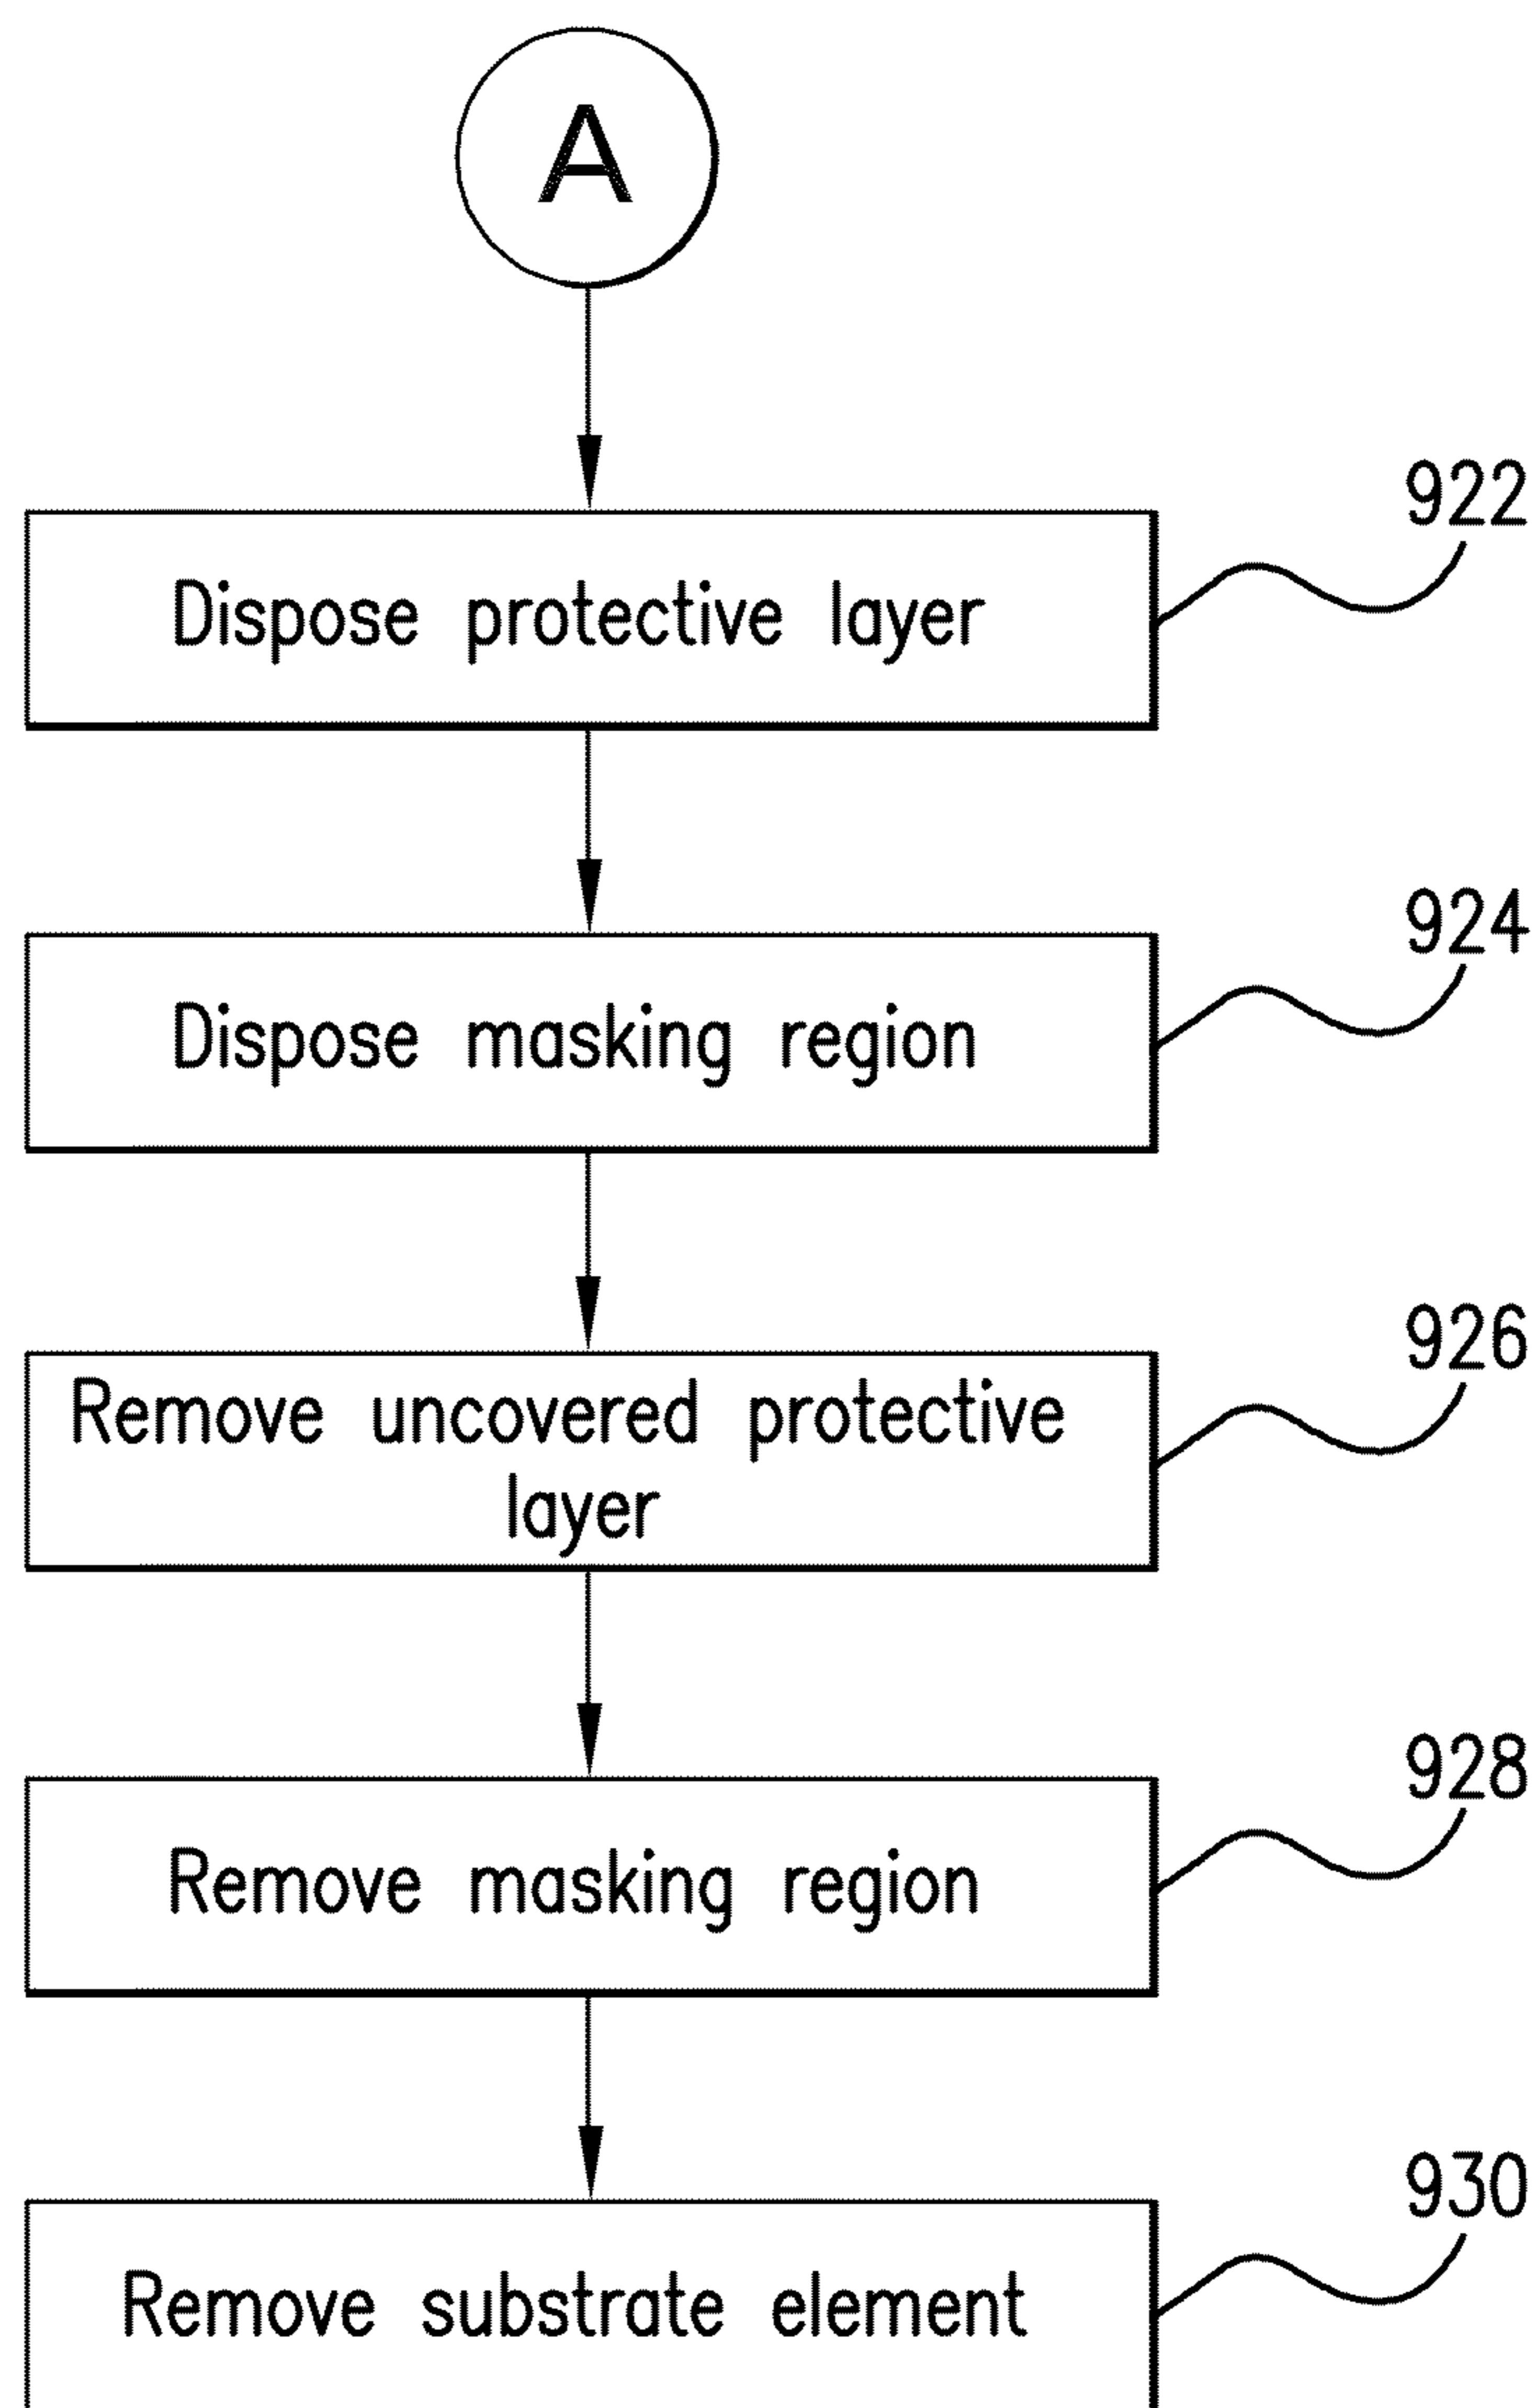 A
922
Dispose protective layer
924
Dispose masking region
926
Remove uncovered protective
layer
928
Remove masking region
930
Remove substrate element